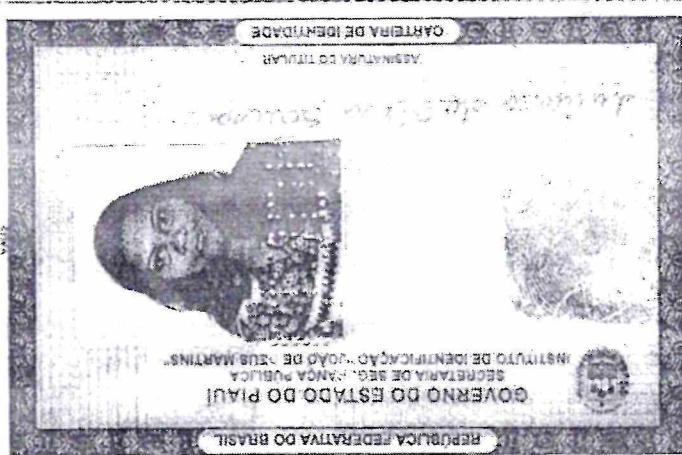 REPÚBLICA FEDERATIVA DO BRASIL
GOVERNO DO ESTADO DO PIAUÍ
SECRETARIA DE SEG. PÚBLICA
INSTITUTO DE IDENTIFICAÇÃO "JOÃO DE DEUS MARTINS"
ASSINATURA DO TITULAR
CARTEIRA DE IDENTIDADE